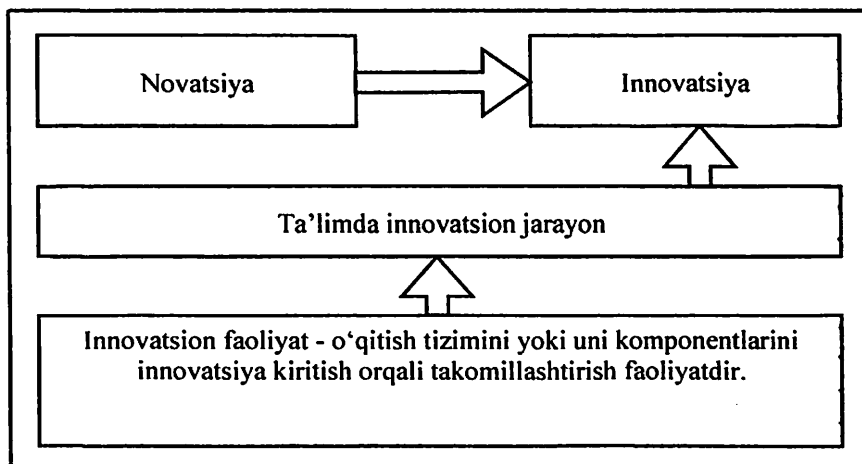 Novatsiya
Innovatsiya
Ta’limda innovatsion jarayon
Innovatsion faoliyat - o‘qitish tizimini yoki uni komponentlarini
innovatsiya kiritish orqali takomillashtirish faoliyatdir.